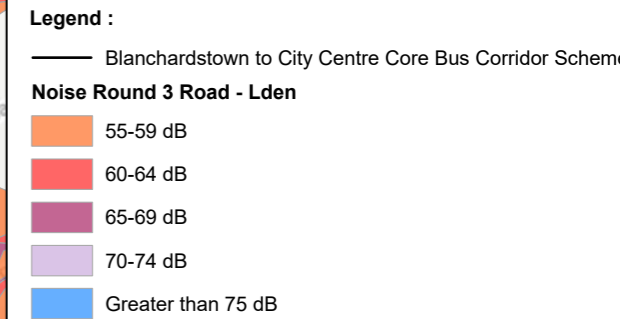 Legend :
Blanchardstown to City Centre Core Bus Corridor Scheme
Noise Round 3 Road - Lden
55-59 dB
60-64 dB
65-69 dB
70-74 dB
Greater than 75 dB